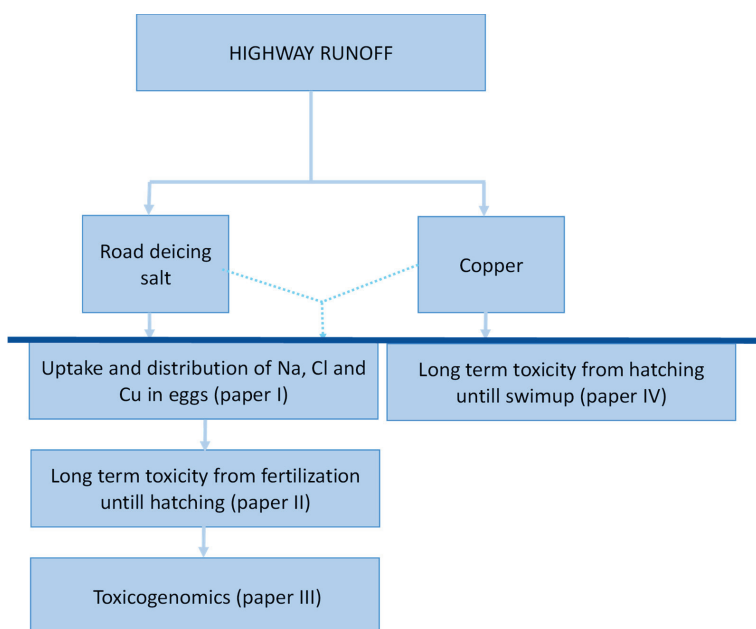 HIGHWAY RUNOFF
Road deicing
salt
Copper
Uptake and distribution of Na, Cl and
Cu in eggs (paper I)
Long term toxicity from hatching
untill swimup (paper IV)
Long term toxicity from fertilization
untill hatching (paper II)
Toxicogenomics (paper III)